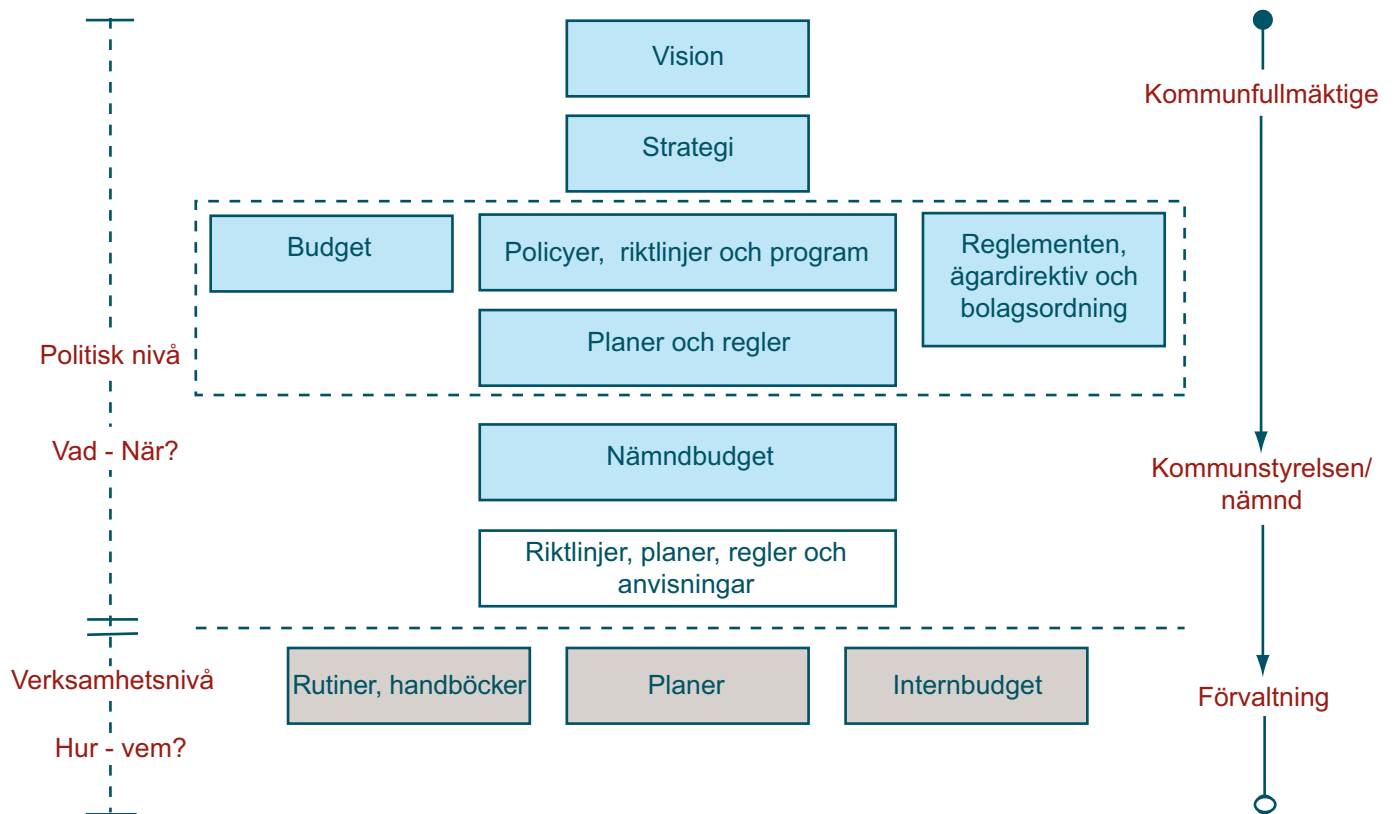 Vision
Kommunfullmäktige
Strategi
Budget
Policyer, riktlinjer och program
Reglementen,
ägardirektiv och
bolagsordning
Planer och regler
Politisk nivå
Vad - När?
Nämndbudget
Kommunstyrelsen/
nämnd
Riktlinjer, planer, regler och
anvisningar
Verksamhetsnivå
Rutiner, handböcker
Planer
Internbudget
Förvaltning
Hur - vem?